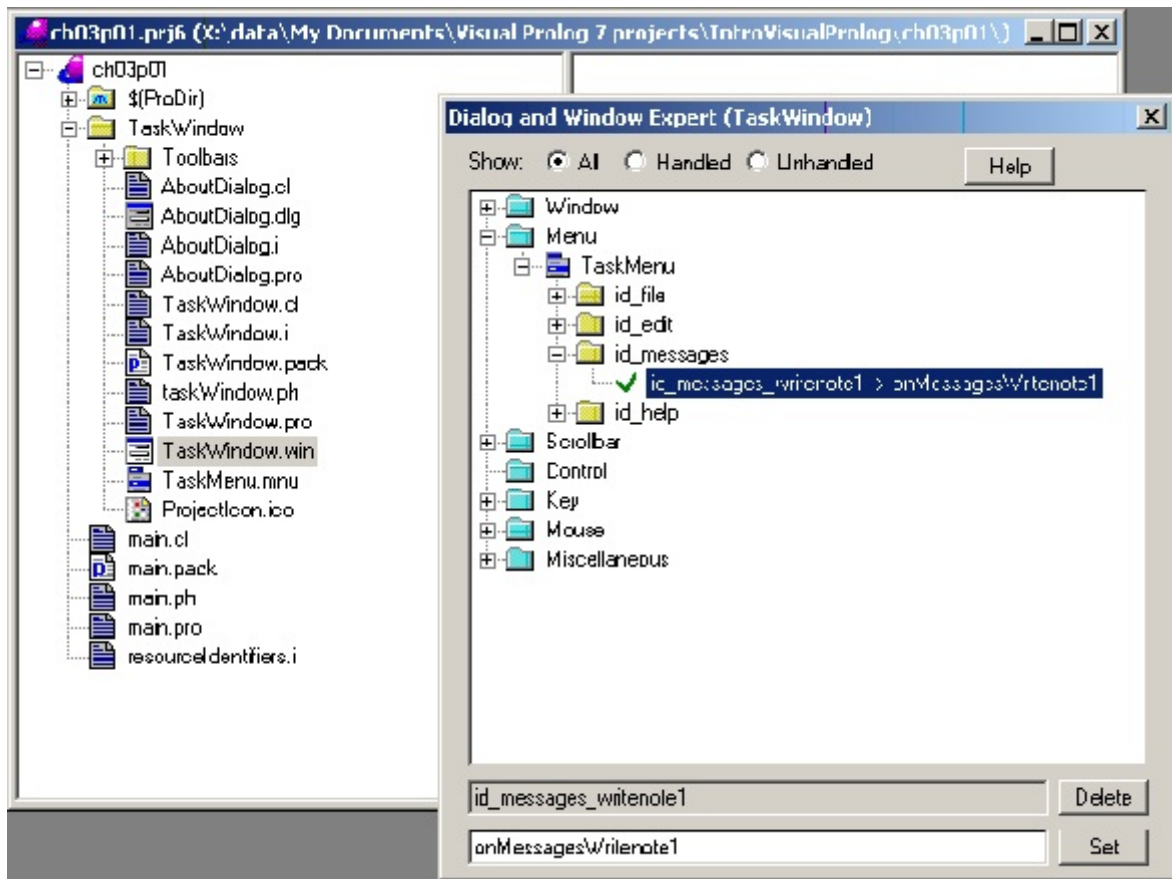 ch03p01.prj6 (X:\data\My Documents\Visual Prolog 7 projects\IntroVisualProlog\ch03p01\)
ch03p01
$(ProDir)
TaskWindow
Toolbars
AboutDialog.cl
AboutDialog.dlg
AboutDialog.i
AboutDialog.pro
TaskWindow.cl
TaskWindow.i
TaskWindow.pack
taskWindow.ph
TaskWindow.pro
TaskWindow.win
TaskMenu.mnu
ProjectIcon.ico
main.cl
main.pack
main.ph
main.pro
resourceIdentifiers.i
Dialog and Window Expert (TaskWindow)
Show: All Handled Unhandled Help
Window
Menu
TaskMenu
id_file
id_edit
id_messages
id_messages_writenote1 -> onMessagesWritenote1
id_help
Scrollbar
Control
Key
Mouse
Miscellaneous
id_messages_writenote1 Delete
onMessagesWritenote1 Set